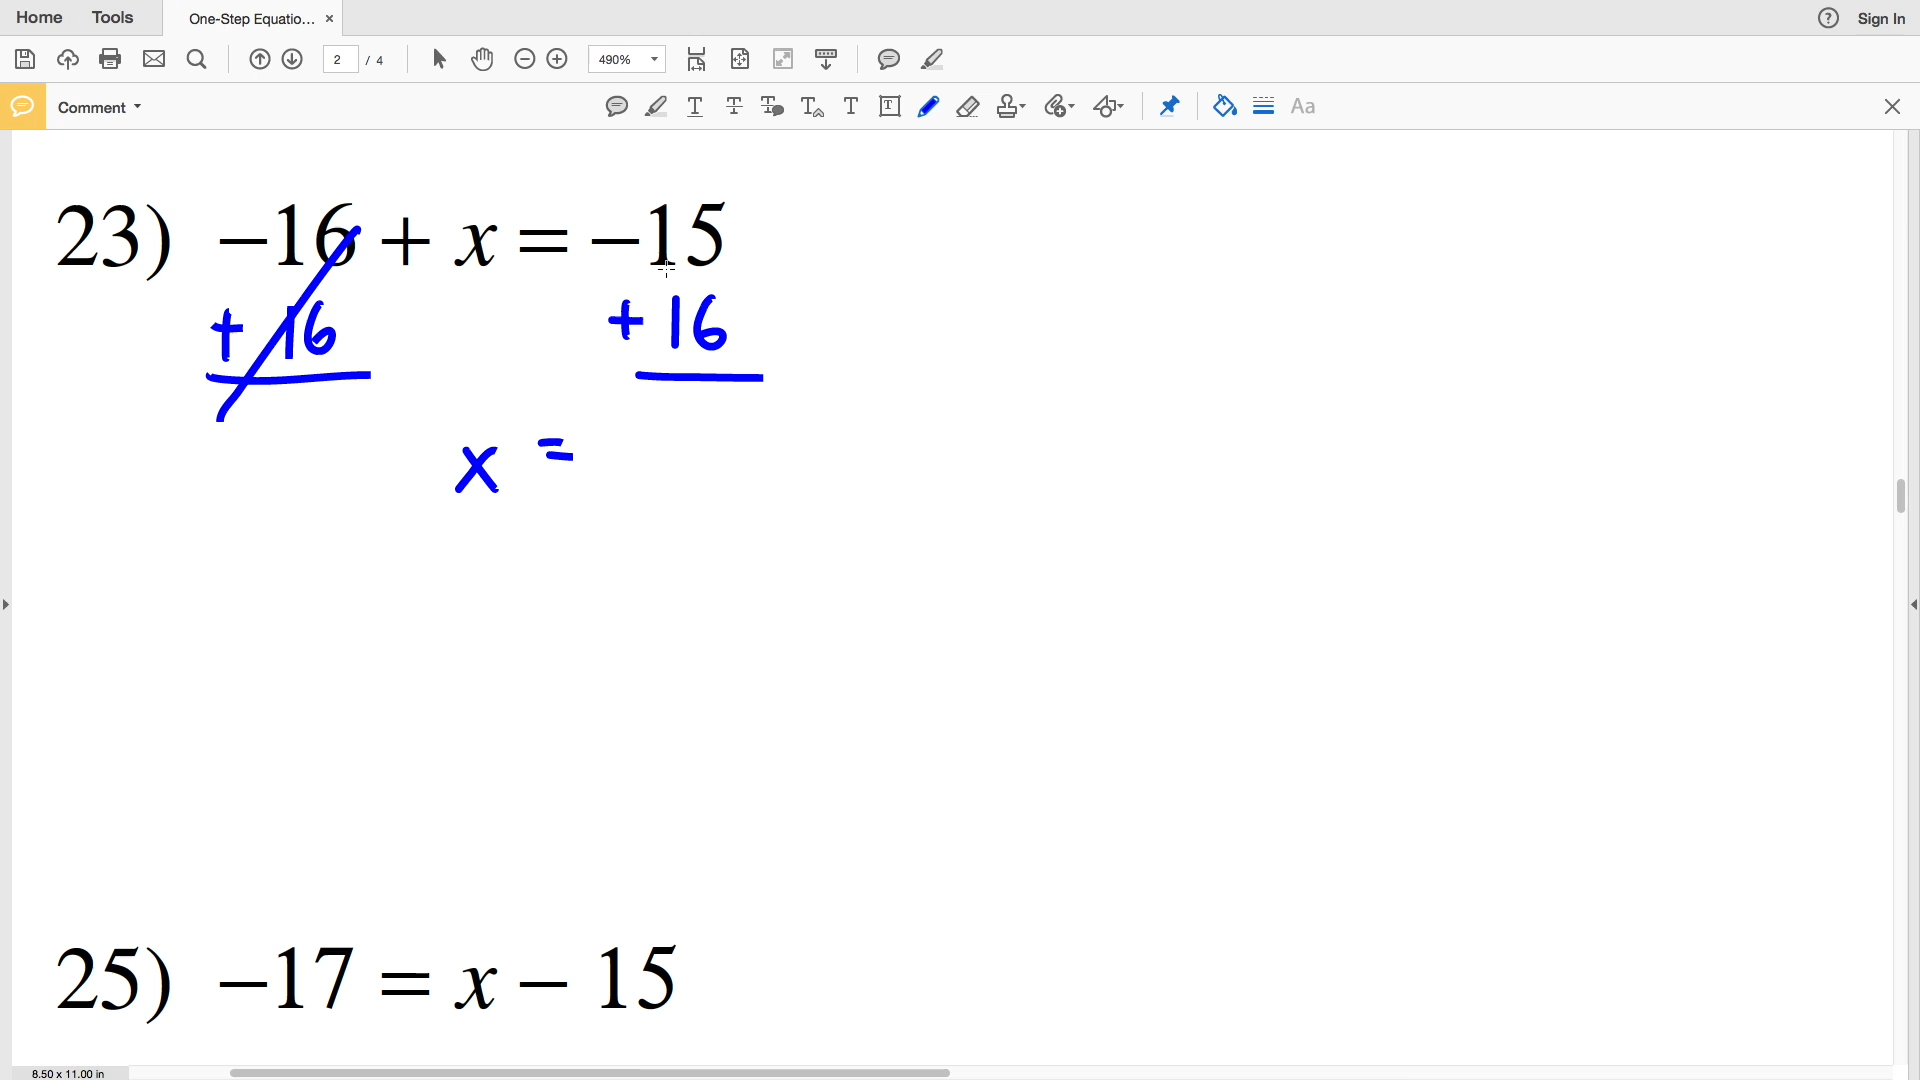 Home Tools One-Step Equatio... × Sign In
2 / 4 490%
Comment Aa
23) −16 + x = −15
+ 16 + 16
x =
25) −17 = x − 15
8.50 x 11.00 in